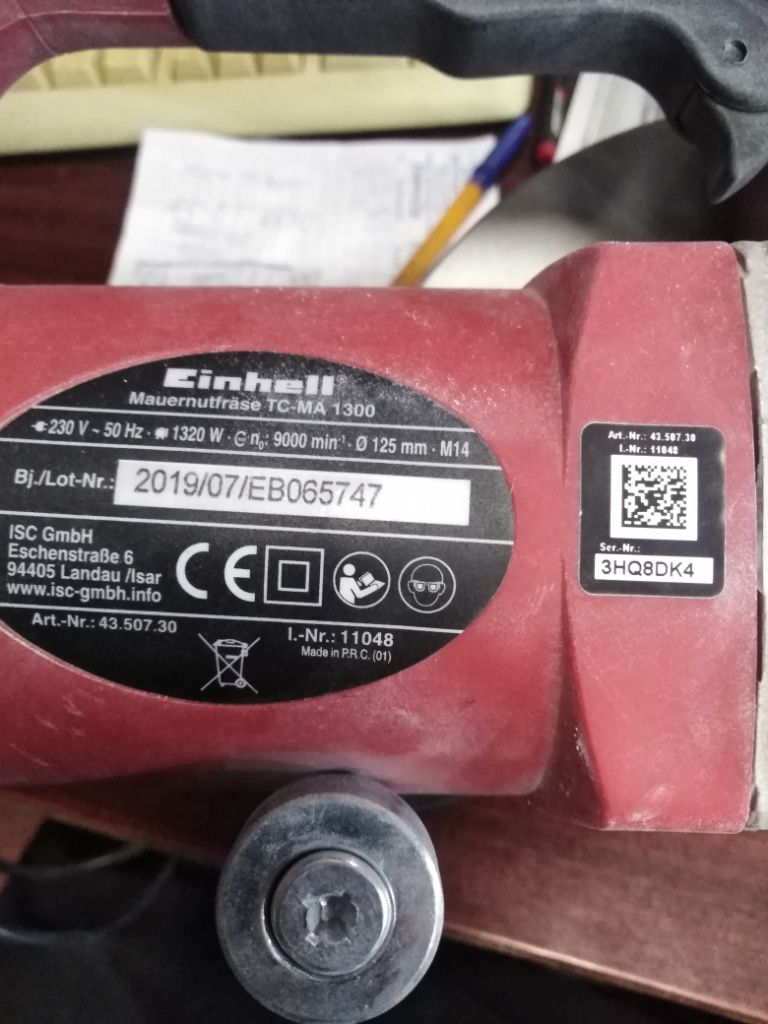 Einhell®
Mauernutfräse TC-MA 1300
230 V ~ 50 Hz · 1320 W · n₀: 9000 min⁻¹ · Ø 125 mm · M14
Bj./Lot-Nr.: 2019/07/EB065747
ISC GmbH
Eschenstraße 6
94405 Landau /Isar
www.isc-gmbh.info
CE
Art.-Nr.: 43.507.30
I.-Nr.: 11048
Made in P.R.C. (01)
Art.-Nr.: 43.507.30
I.-Nr.: 11048
Ser.-Nr.:
3HQ8DK4